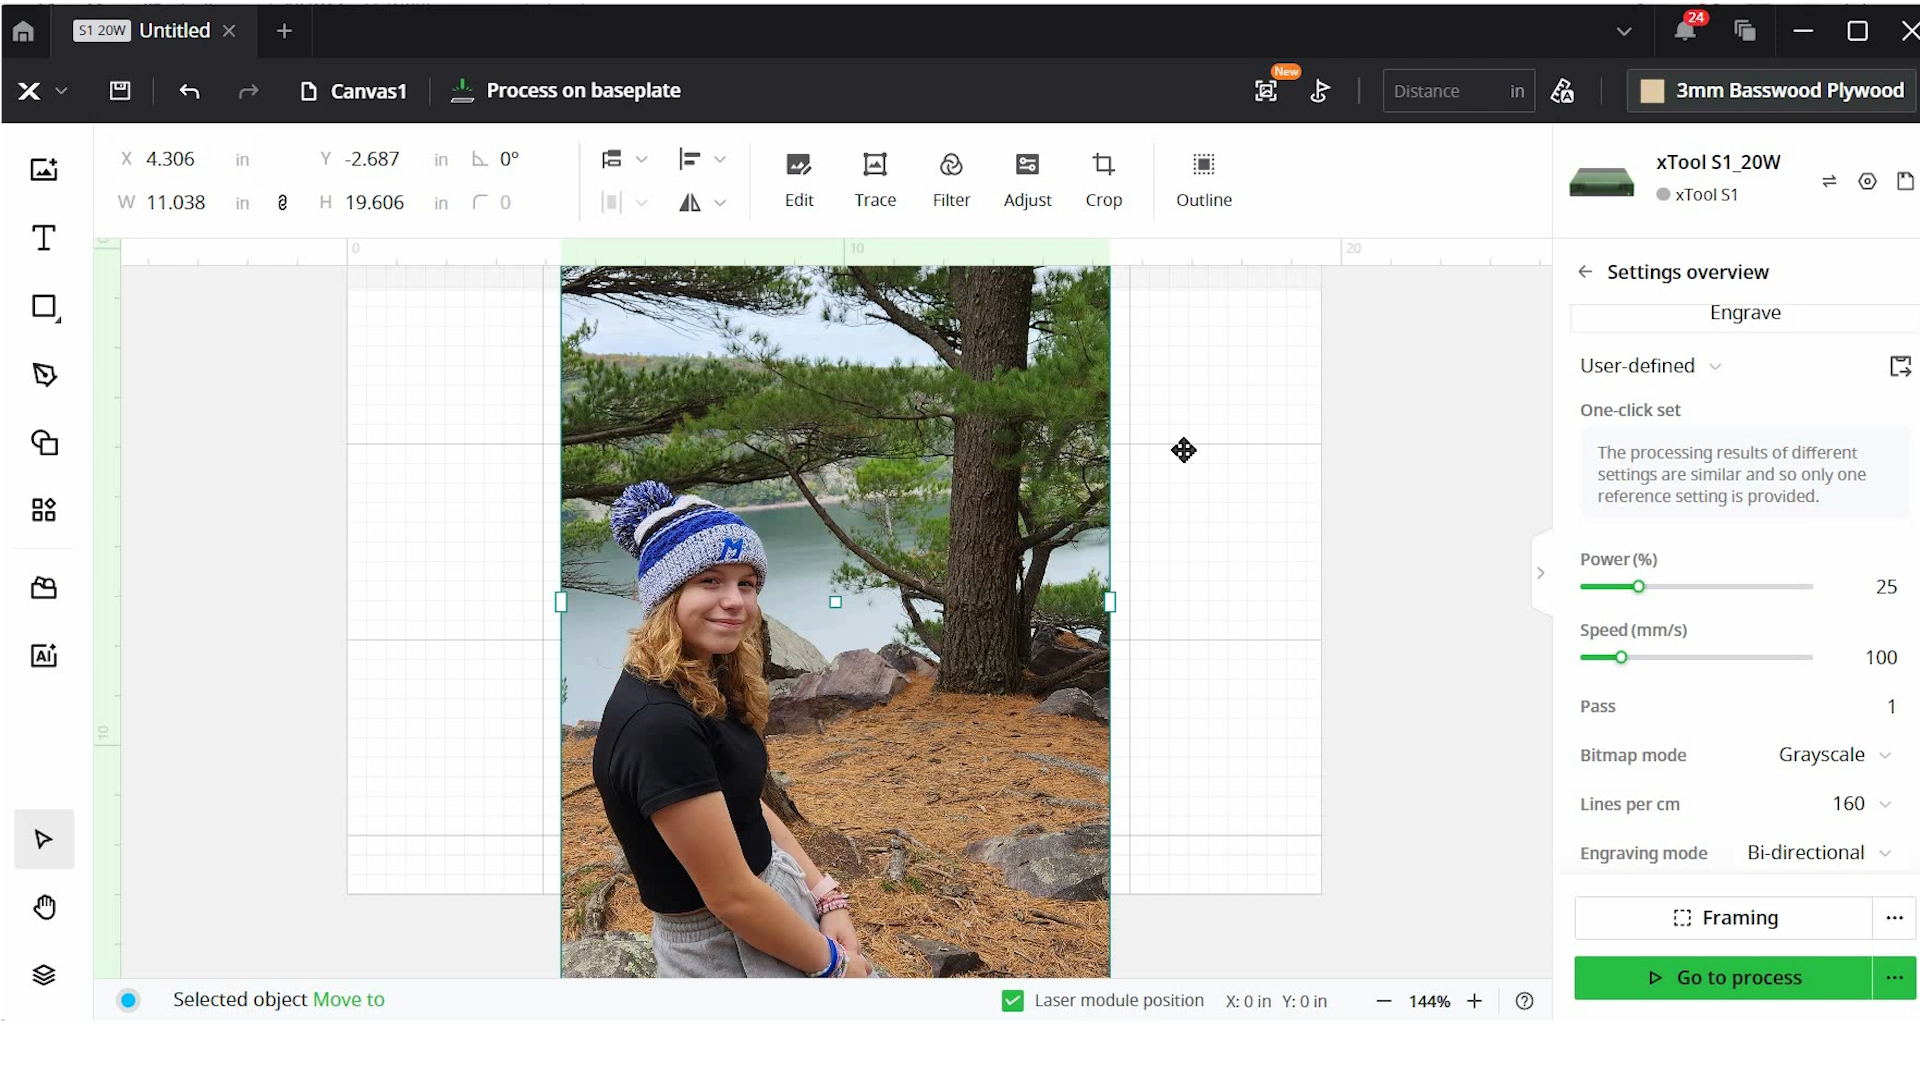 S1 20W Untitled
24
Canvas1
Process on baseplate
New
Distance in
3mm Basswood Plywood
X 4.306 in Y -2.687 in 0°
W 11.038 in H 19.606 in 0
Edit Trace Filter Adjust Crop Outline
xTool S1_20W
xTool S1
0 10 20
10
T
Ai
M
Settings overview
Engrave
User-defined
One-click set
The processing results of different
settings are similar and so only one
reference setting is provided.
Power (%)
25
Speed (mm/s)
100
Pass 1
Bitmap mode Grayscale
Lines per cm 160
Engraving mode Bi-directional
Framing
Go to process
Selected object Move to
Laser module position X: 0 in Y: 0 in
144%